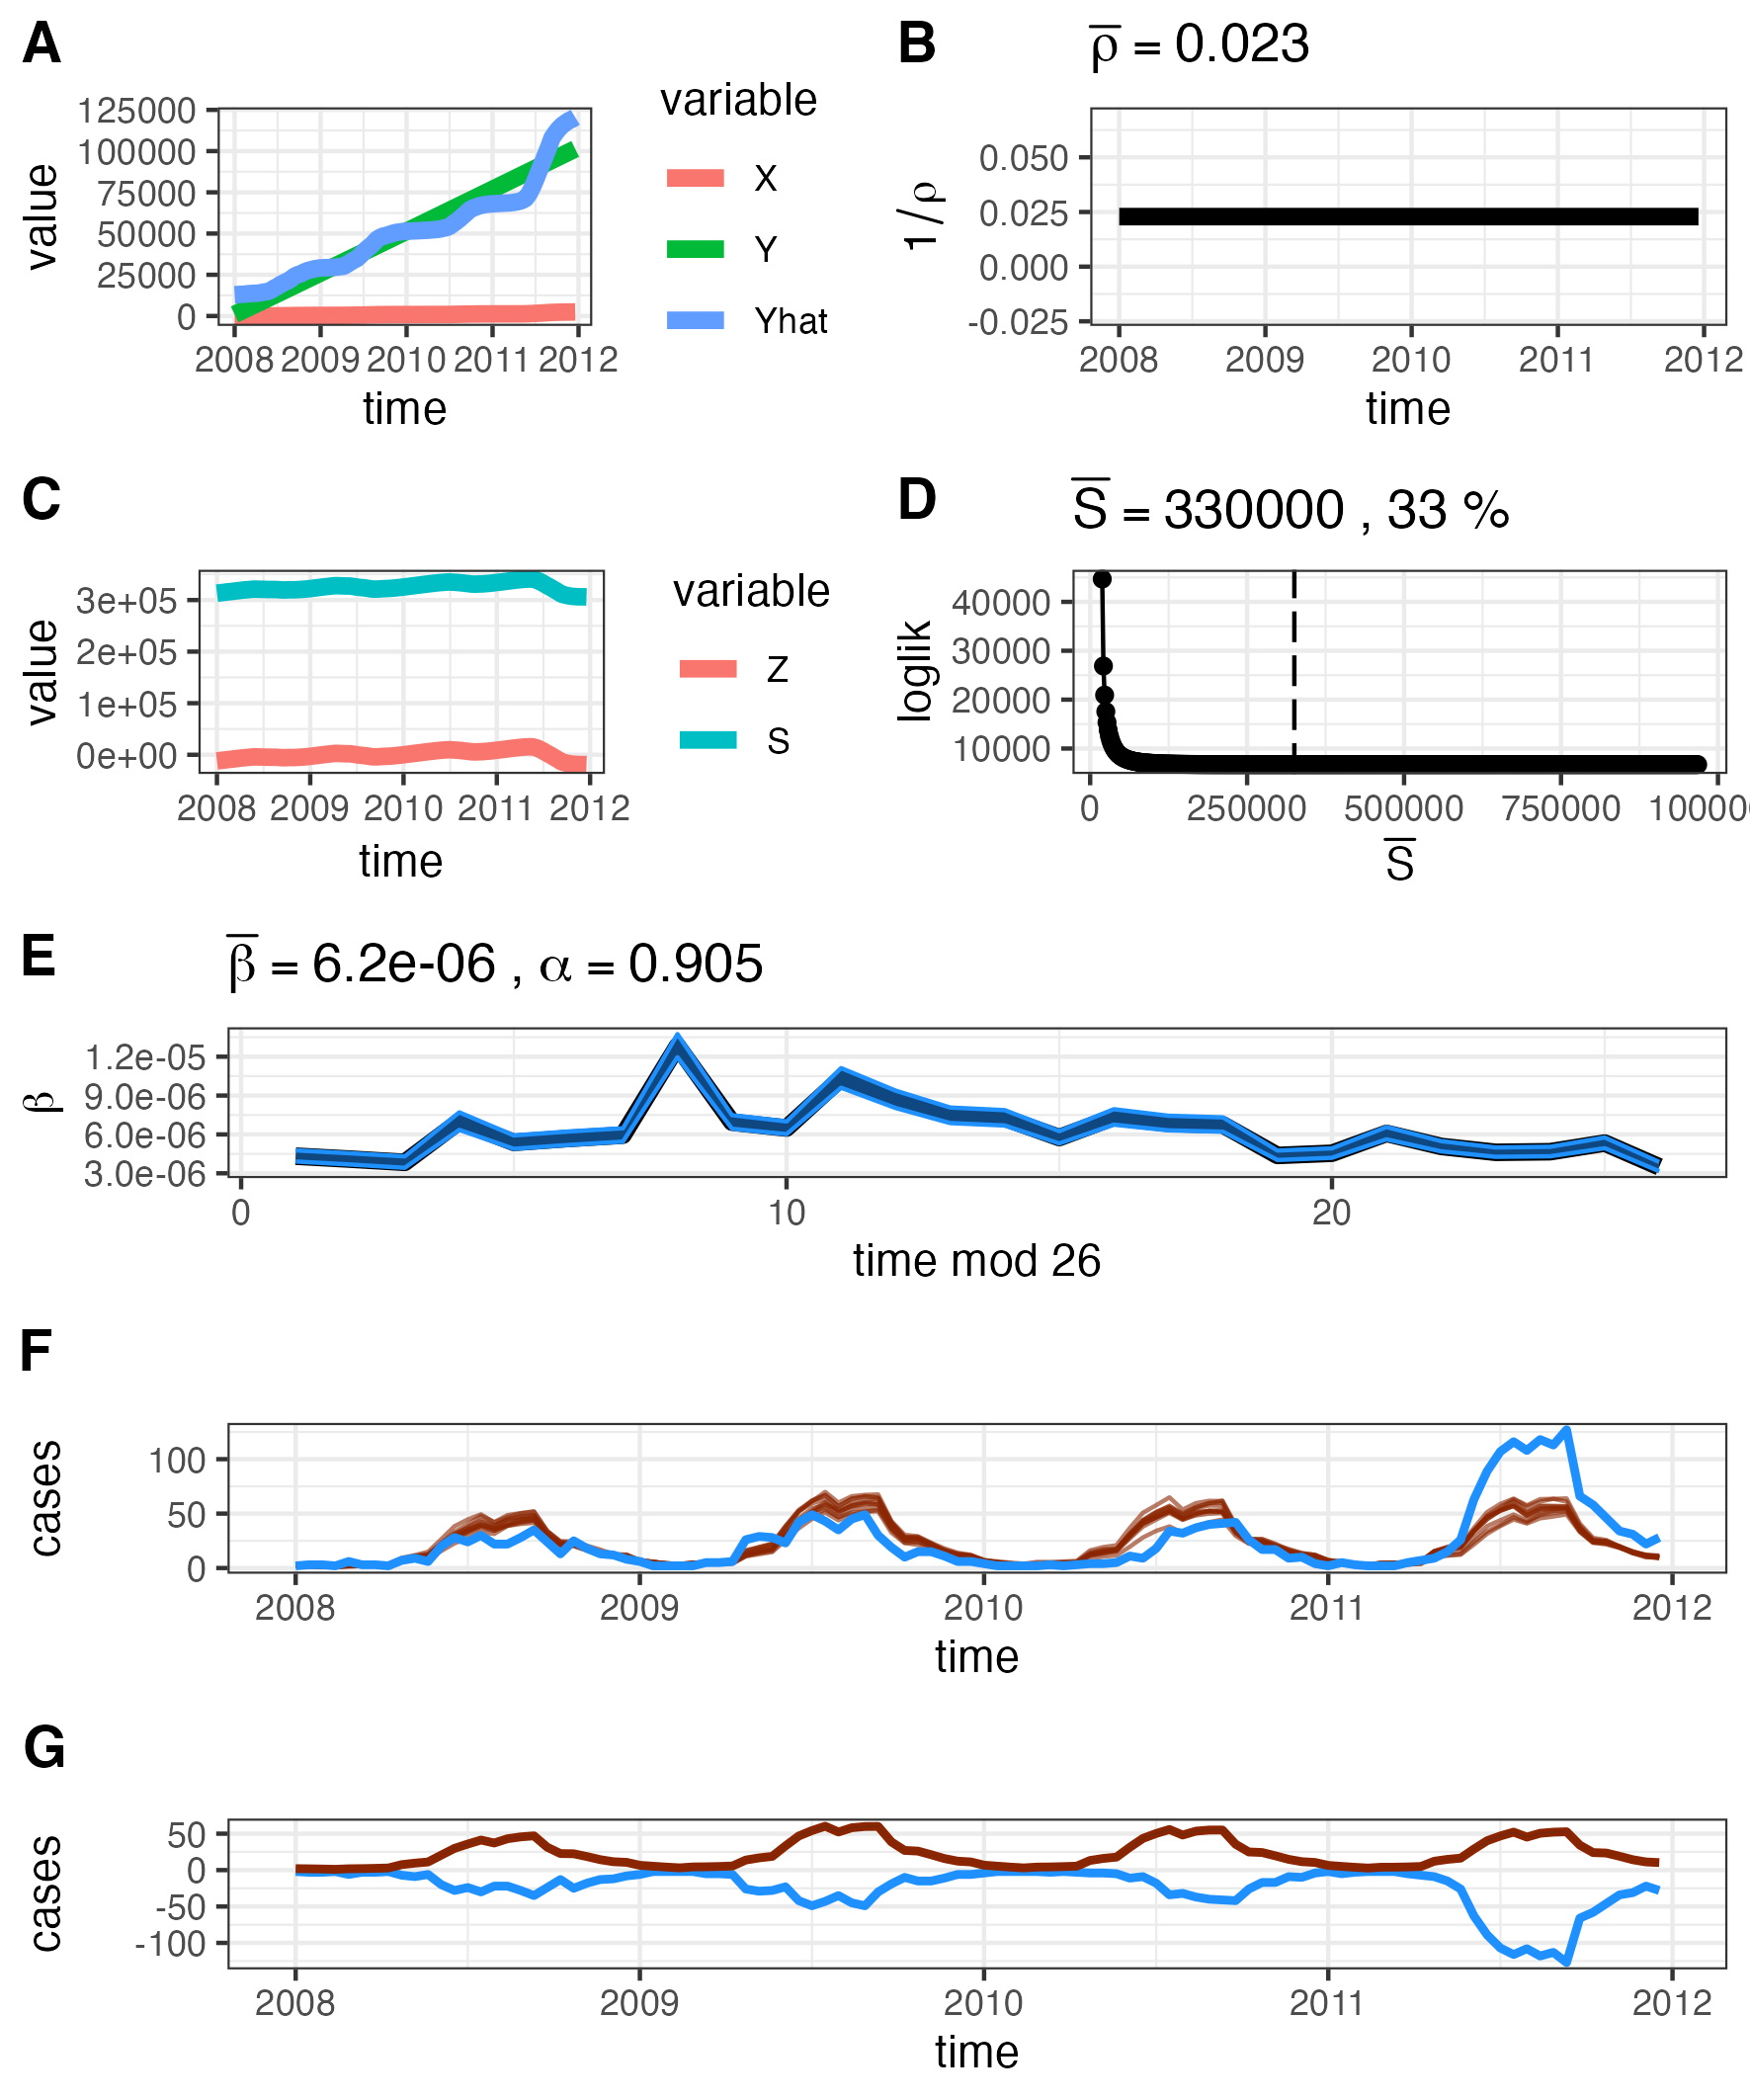 A
125000
100000
75000
50000
25000
0
value
2008 2009 2010 2011 2012
time
variable
X
Y
Yhat
B
ρ̅ = 0.023
0.050
0.025
0.000
-0.025
1/ρ
2008 2009 2010 2011 2012
time
C
3e+05
2e+05
1e+05
0e+00
value
2008 2009 2010 2011 2012
time
variable
Z
S
D
S̅ = 330000 , 33 %
40000
30000
20000
10000
loglik
0 250000 500000 750000 10000
S̅
E
β̅ = 6.2e-06 , α = 0.905
1.2e-05
9.0e-06
6.0e-06
3.0e-06
β
0 10 20
time mod 26
F
100
50
0
cases
2008 2009 2010 2011 2012
time
G
50
0
-50
-100
cases
2008 2009 2010 2011 2012
time